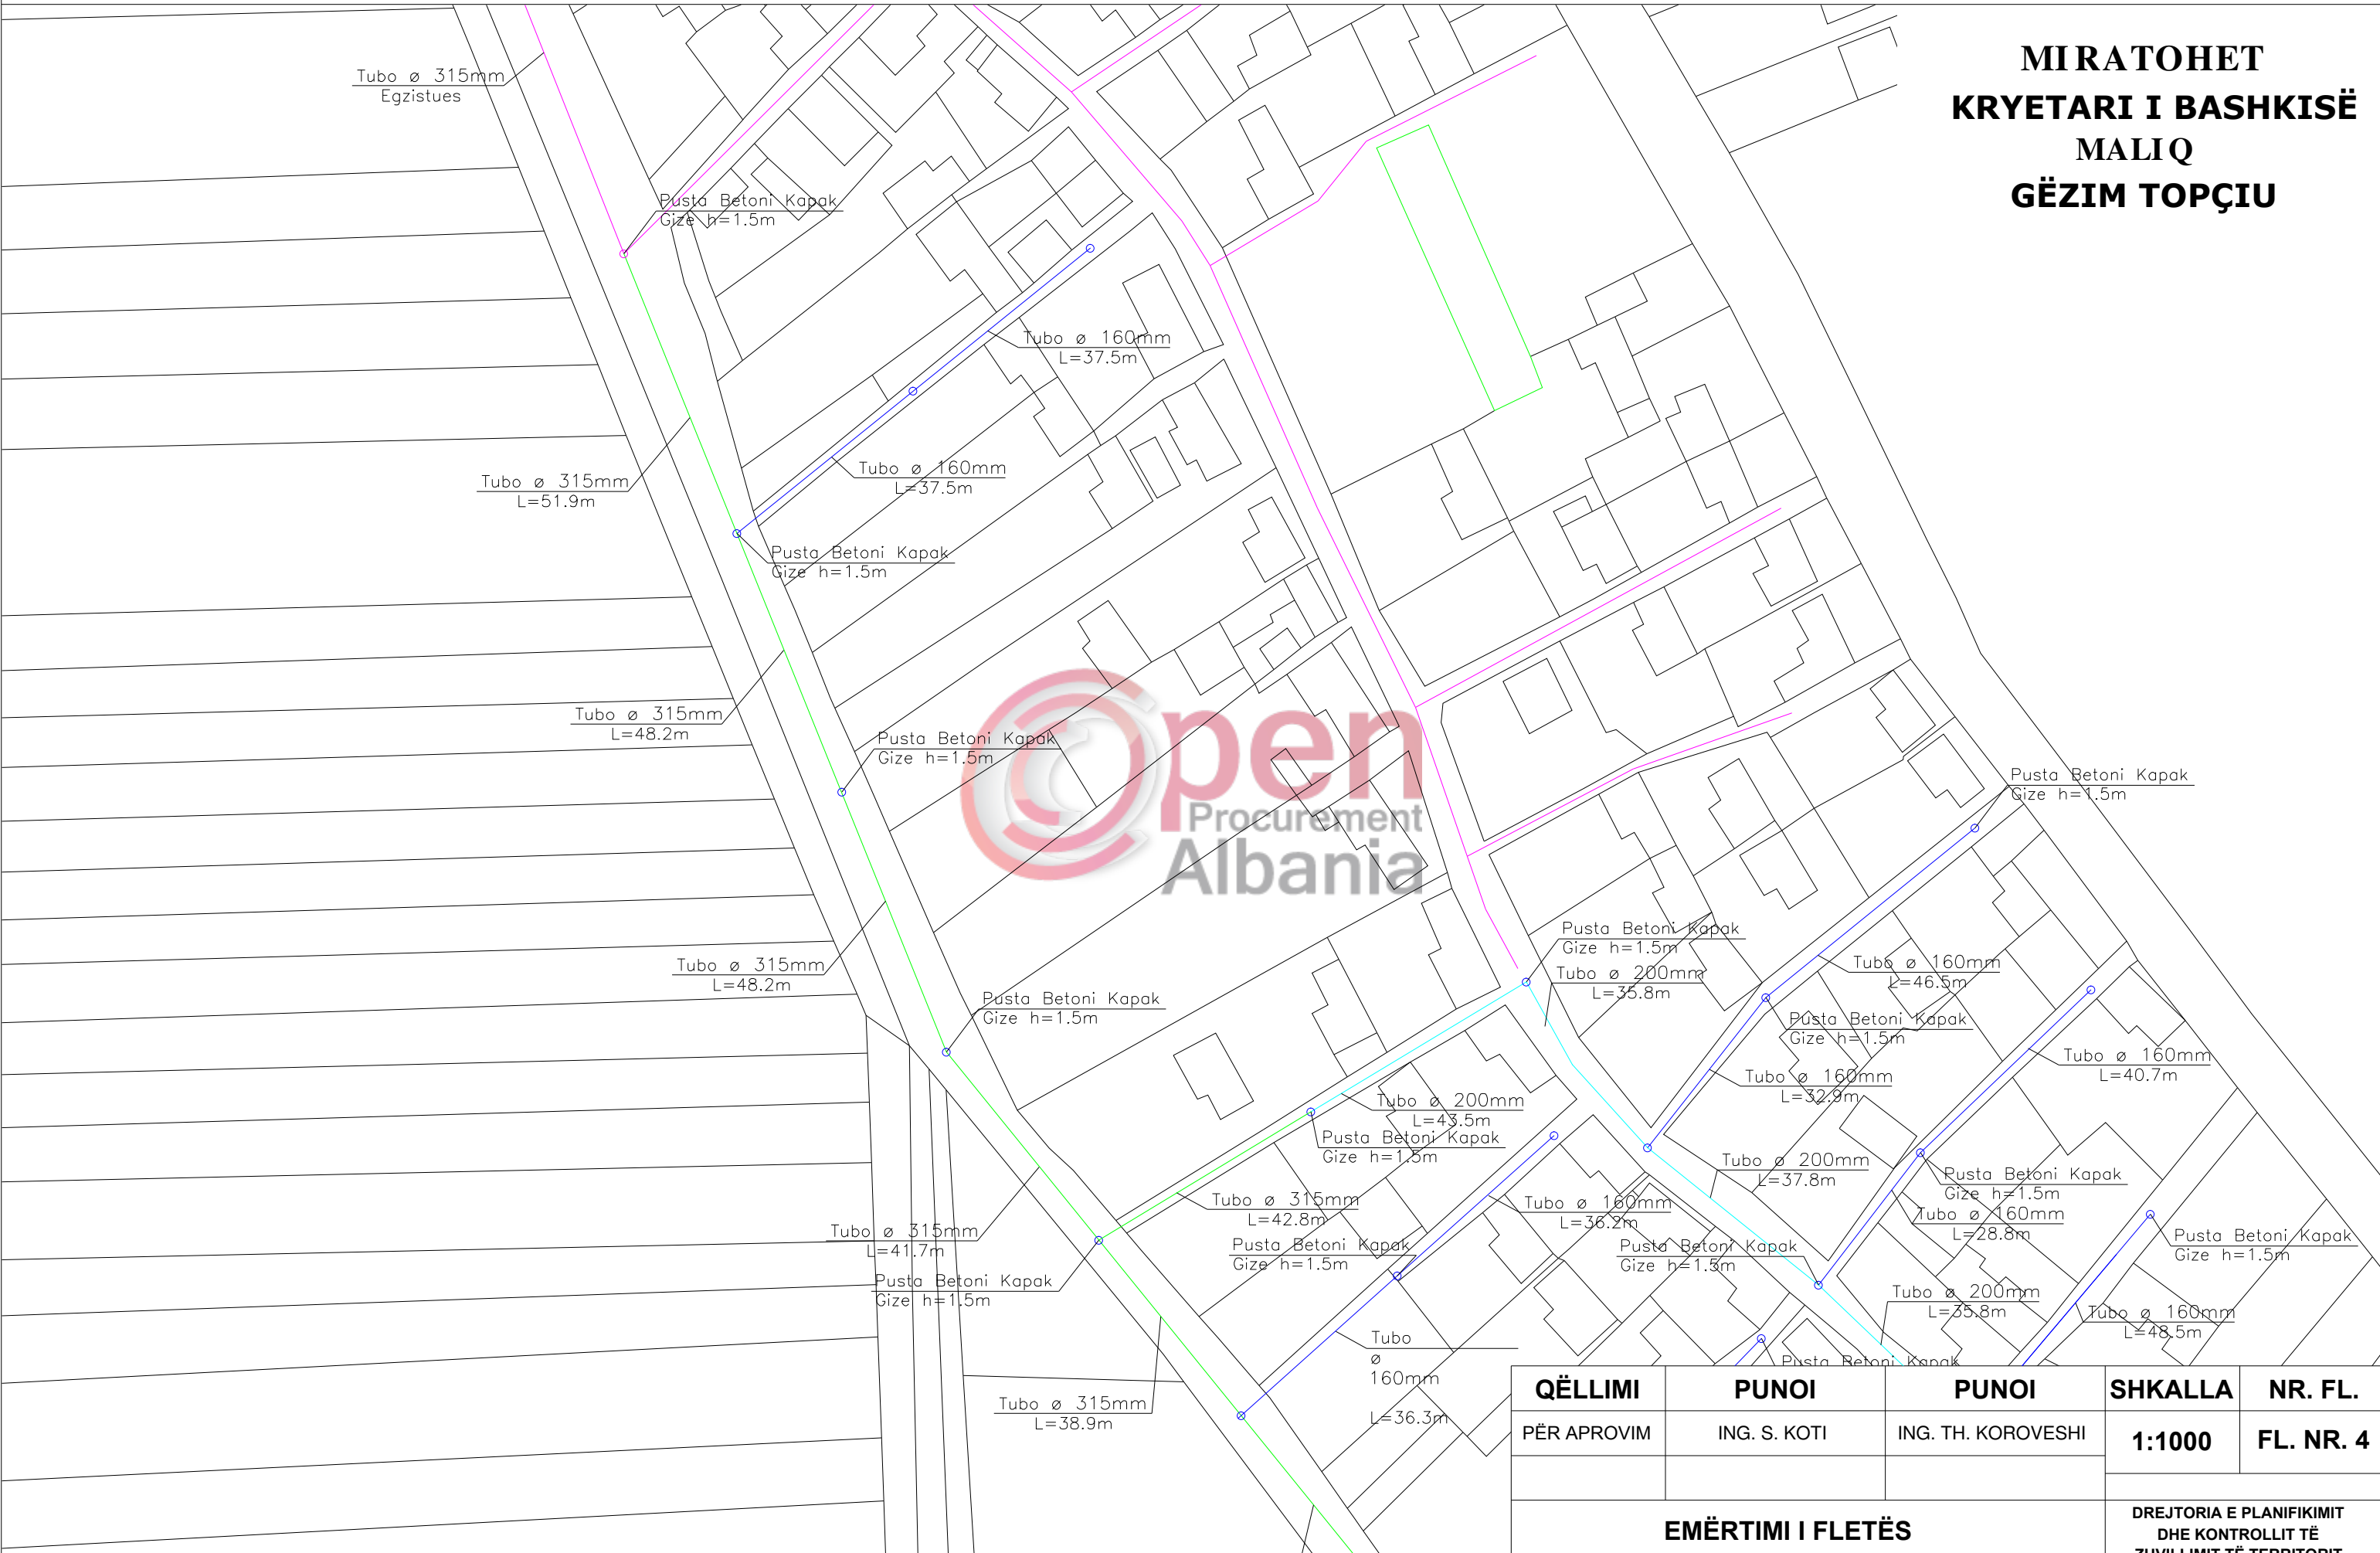 MIRATOHET
KRYETARI I BASHKISË
MALIQ
GËZIM TOPÇIU
Tubo ø 315mm
Egzistues
Pusta Betoni Kapak
Gize h=1.5m
Tubo ø 160mm
L=37.5m
Tubo ø 160mm
L=37.5m
Tubo ø 315mm
L=51.9m
Pusta Betoni Kapak
Gize h=1.5m
Tubo ø 315mm
L=48.2m
Pusta Betoni Kapak
Gize h=1.5m
Open
Procurement
Albania
Pusta Betoni Kapak
Gize h=1.5m
Tubo ø 315mm
L=48.2m
Pusta Betoni Kapak
Gize h=1.5m
Pusta Betoni Kapak
Gize h=1.5m
Tubo ø 200mm
L=35.8m
Tubo ø 160mm
L=46.5m
Pusta Betoni Kapak
Gize h=1.5m
Tubo ø 160mm
L=40.7m
Tubo ø 160mm
L=32.9m
Tubo ø 200mm
L=43.5m
Pusta Betoni Kapak
Gize h=1.5m
Tubo ø 200mm
L=37.8m
Pusta Betoni Kapak
Gize h=1.5m
Tubo ø 315mm
L=42.8m
Tubo ø 160mm
L=36.2m
Tubo ø 160mm
L=28.8m
Tubo ø 315mm
L=41.7m
Pusta Betoni Kapak
Gize h=1.5m
Pusta Betoni Kapak
Gize h=1.5m
Pusta Betoni Kapak
Gize h=1.5m
Pusta Betoni Kapak
Gize h=1.5m
Tubo ø 200mm
L=35.8m
Tubo ø 160mm
L=48.5m
Tubo
ø
160mm
L=36.3m
Pusta Betoni Kapak
Tubo ø 315mm
L=38.9m
QËLLIMI PUNOI PUNOI SHKALLA NR. FL.
PËR APROVIM ING. S. KOTI ING. TH. KOROVESHI 1:1000 FL. NR. 4
EMËRTIMI I FLETËS
DREJTORIA E PLANIFIKIMIT
DHE KONTROLLIT TË
ZHVILLIMIT TË TERRITORIT